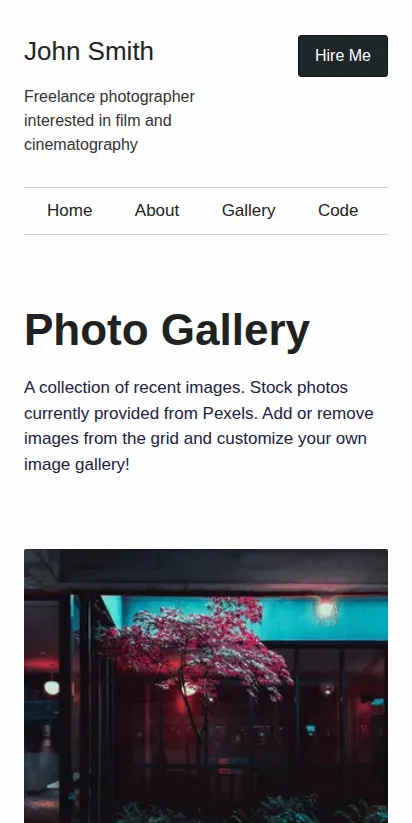 John Smith
Hire Me
Freelance photographer
interested in film and
cinematography
Home About Gallery Code
Photo Gallery
A collection of recent images. Stock photos
currently provided from Pexels. Add or remove
images from the grid and customize your own
image gallery!